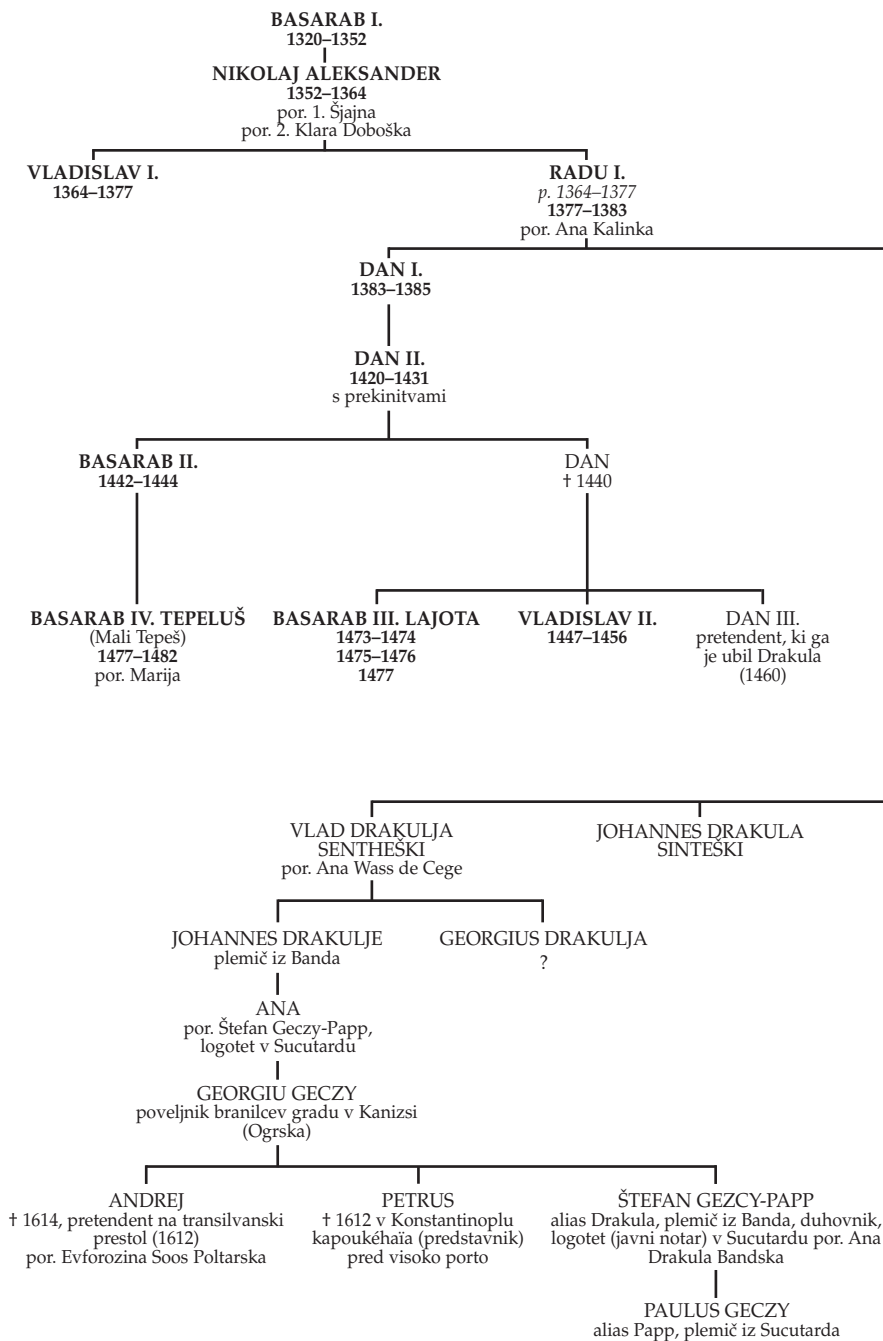 BASARAB I.
1320–1352
NIKOLAJ ALEKSANDER
1352–1364
por. 1. Šjajna
por. 2. Klara Doboška
VLADISLAV I.
1364–1377
RADU I.
p. 1364–1377
1377–1383
por. Ana Kalinka
DAN I.
1383–1385
DAN II.
1420–1431
s prekinitvami
BASARAB II.
1442–1444
DAN
† 1440
BASARAB IV. TEPELUŠ
(Mali Tepeš)
1477–1482
por. Marija
BASARAB III. LAJOTA
1473–1474
1475–1476
1477
VLADISLAV II.
1447–1456
DAN III.
pretendent, ki ga
je ubil Drakula
(1460)
VLAD DRAKULJA
SENTHEŠKI
por. Ana Wass de Cege
JOHANNES DRAKULA
SINTEŠKI
JOHANNES DRAKULJE
plemič iz Banda
GEORGIUS DRAKULJA
?
ANA
por. Štefan Geczy-Papp,
logotet v Sucutardu
GEORGIU GECZY
poveljnik branilcev gradu v Kanizsi
(Ogrska)
ANDREJ
† 1614, pretendent na transilvanski
prestol (1612)
por. Evforozina Soos Poltarska
PETRUS
† 1612 v Konstantinoplu
kapoukéhaïa (predstavnik)
pred visoko porto
ŠTEFAN GEZCY-PAPP
alias Drakula, plemič iz Banda, duhovnik,
logotet (javni notar) v Sucutardu por. Ana
Drakula Bandska
PAULUS GECZY
alias Papp, plemič iz Sucutarda